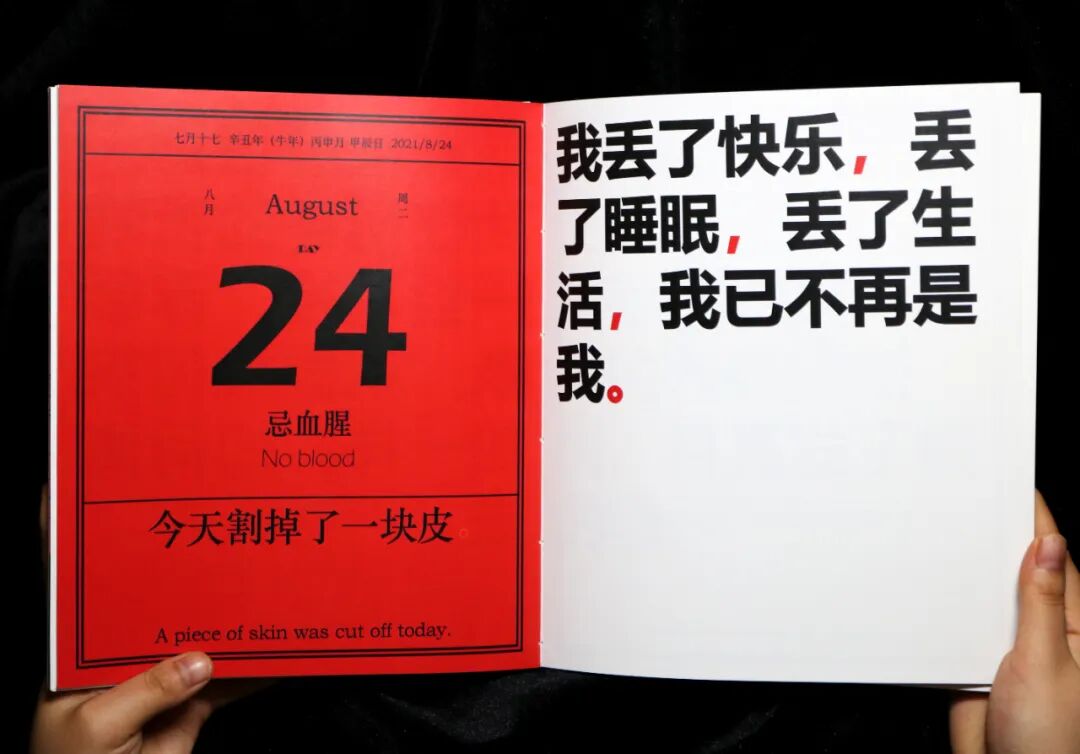 七月十七 辛丑年（牛年）丙申月 甲辰日 2021/8/24
八月
August
周二
DAY
24
忌血腥
No blood
今天割掉了一块皮。
A piece of skin was cut off today.
我丢了快乐，丢
了睡眠，丢了生
活，我已不再是
我。